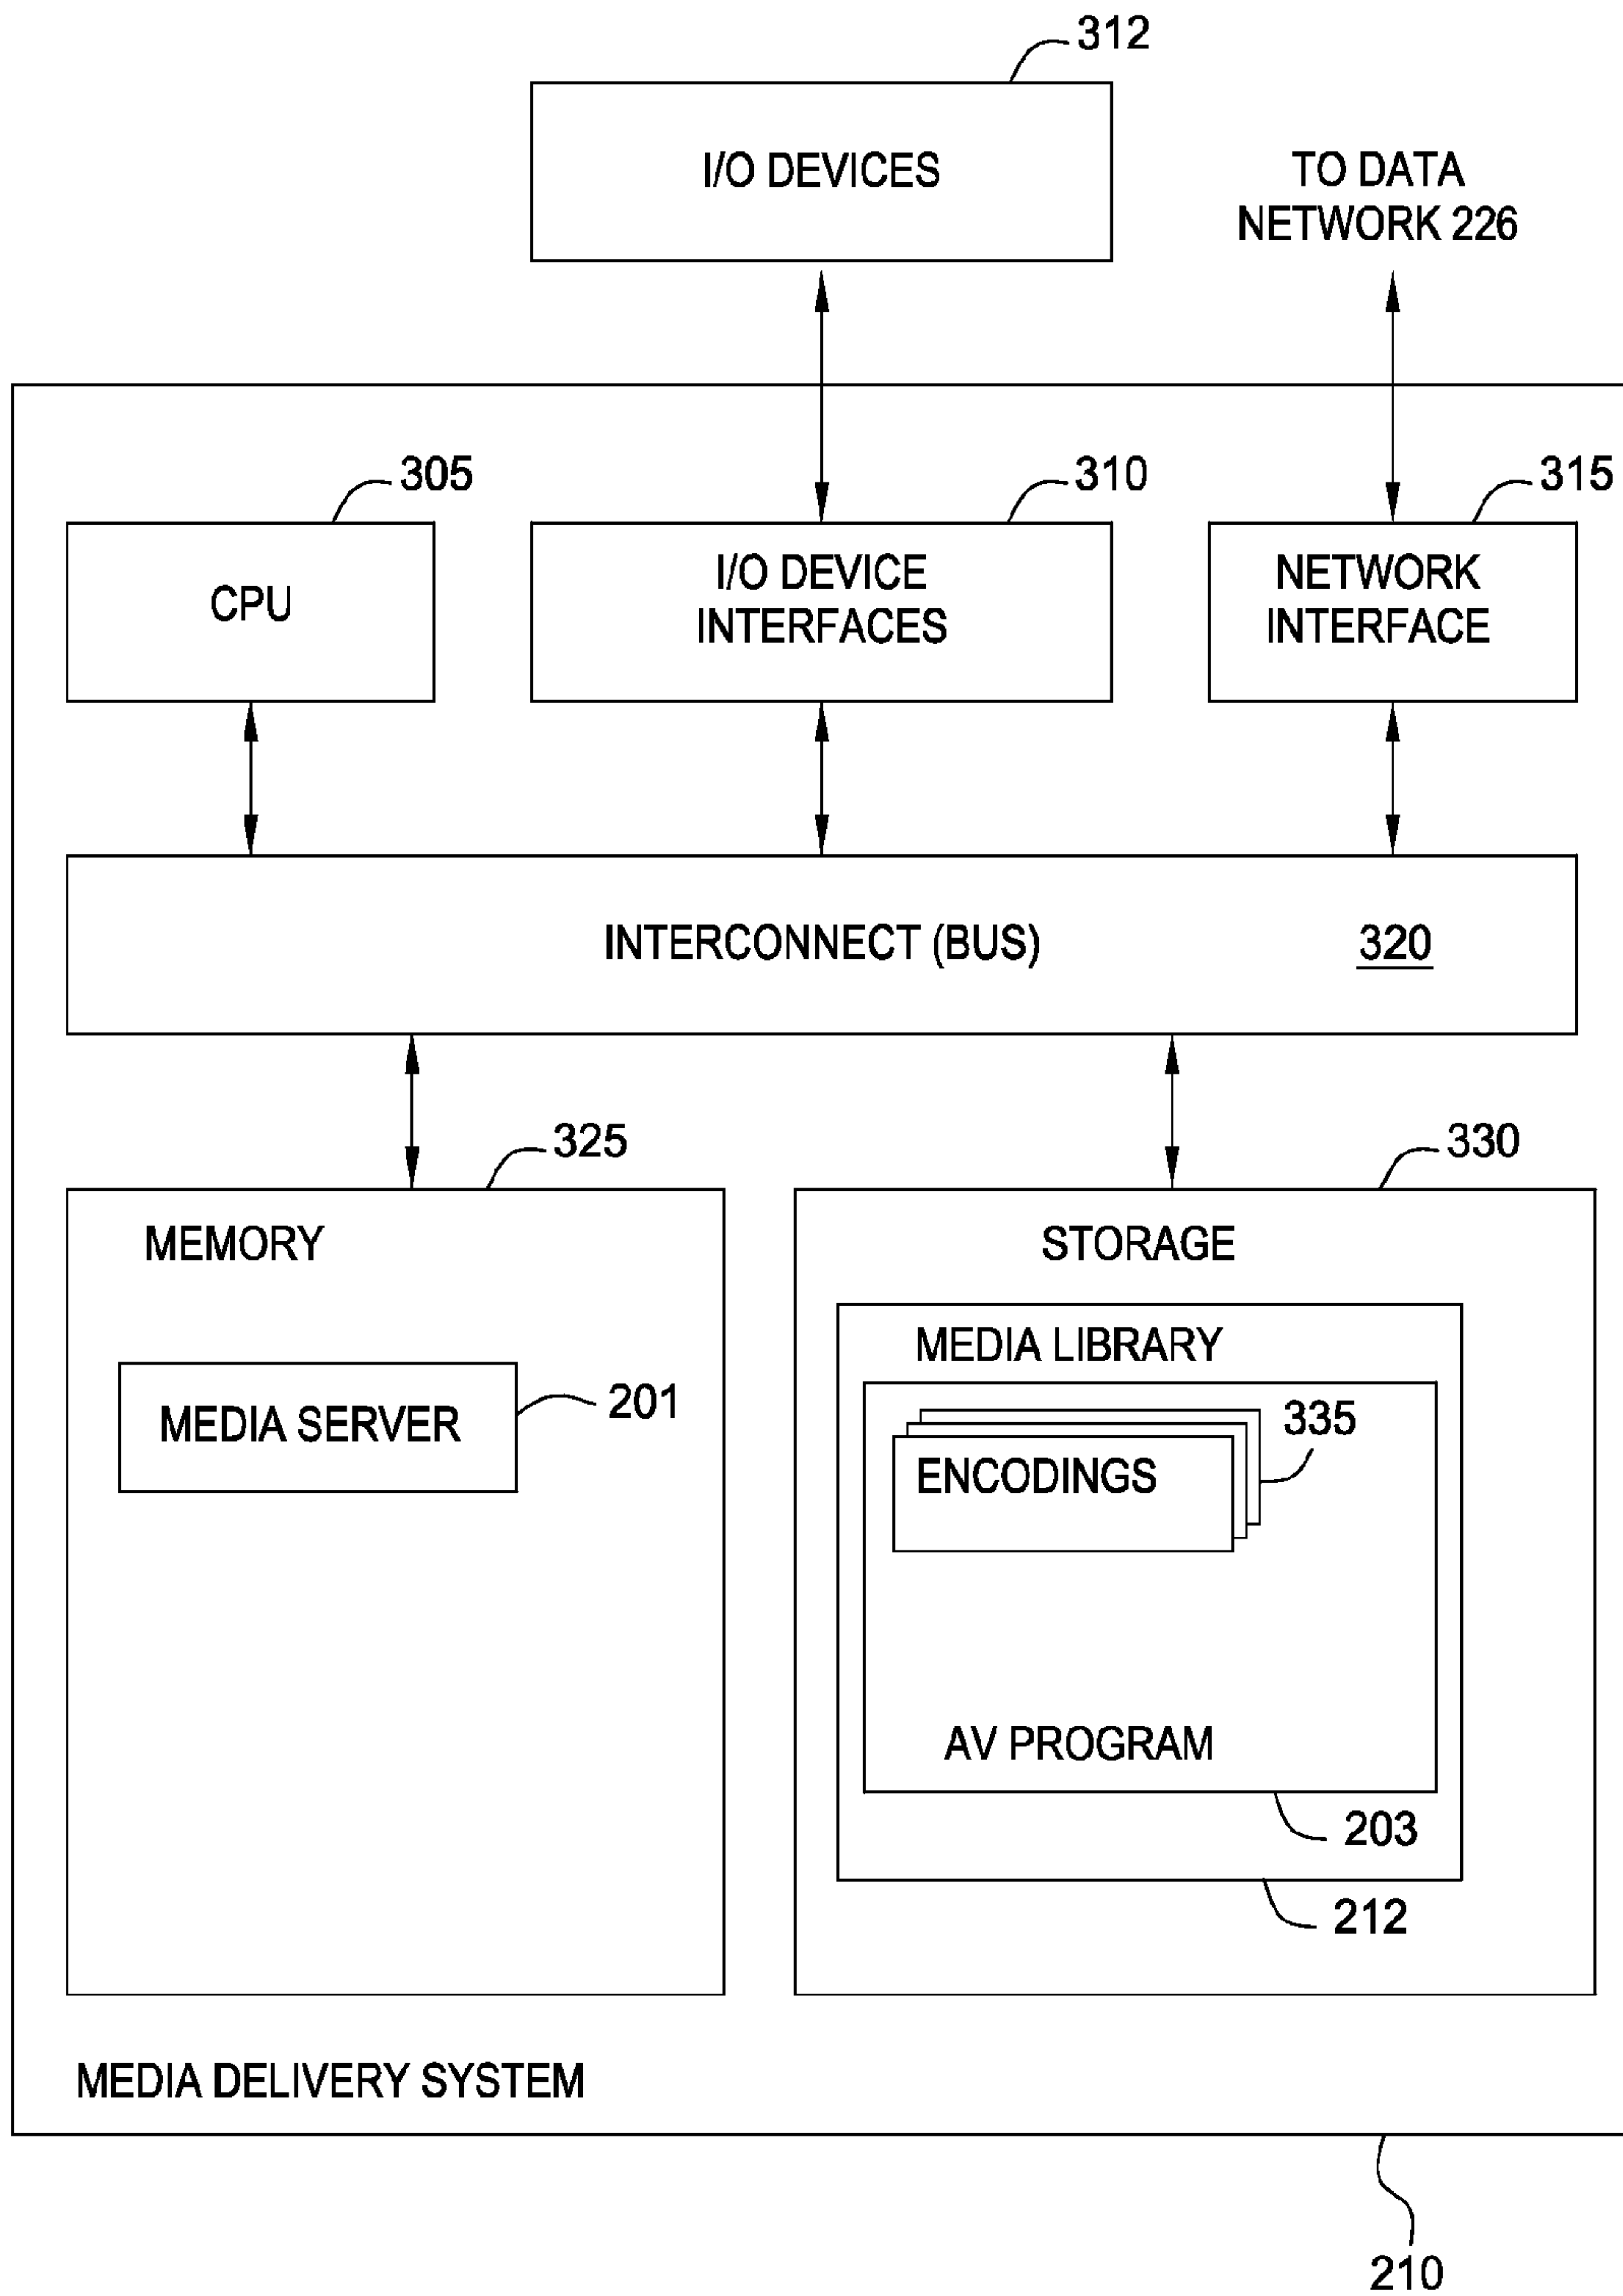 312
I/O DEVICES
TO DATA
NETWORK 226
305
310
315
CPU
I/O DEVICE
INTERFACES
NETWORK
INTERFACE
INTERCONNECT (BUS)
320
325
330
MEMORY
STORAGE
MEDIA LIBRARY
MEDIA SERVER
201
335
ENCODINGS
AV PROGRAM
203
212
MEDIA DELIVERY SYSTEM
210